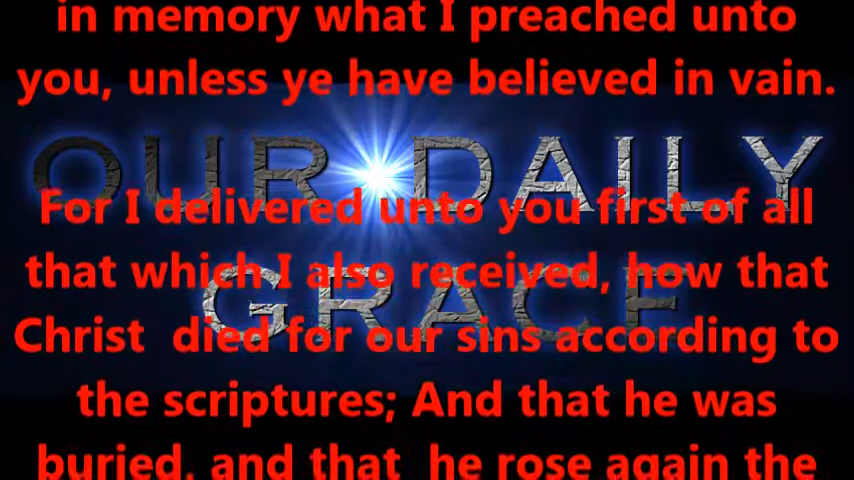 in memory what I preached unto
you, unless ye have believed in vain.
OUR DAILY
For I delivered unto you first of all
that which I also received, how that
GRACE
Christ  died for our sins according to
the scriptures; And that he was
buried, and that  he rose again the